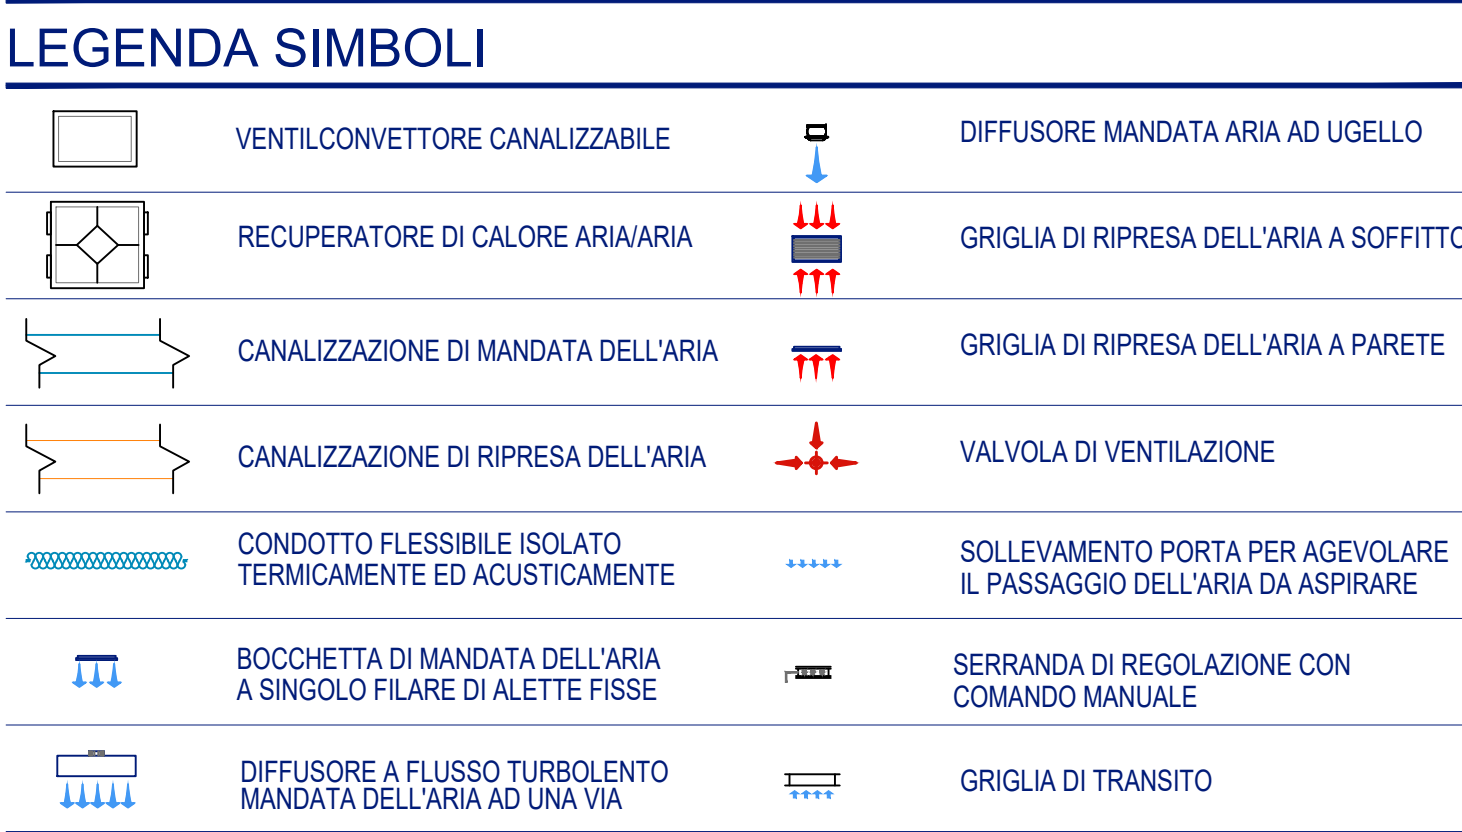 LEGENDA SIMBOLI
VENTILCONVETTORE CANALIZZABILE
RECUPERATORE DI CALORE ARIA/ARIA
CANALIZZAZIONE DI MANDATA DELL'ARIA
CANALIZZAZIONE DI RIPRESA DELL'ARIA
CONDOTTO FLESSIBILE ISOLATO
TERMICAMENTE ED ACUSTICAMENTE
BOCCHETTA DI MANDATA DELL'ARIA
A SINGOLO FILARE DI ALETTE FISSE
DIFFUSORE A FLUSSO TURBOLENTO
MANDATA DELL'ARIA AD UNA VIA
DIFFUSORE MANDATA ARIA AD UGELLO
GRIGLIA DI RIPRESA DELL'ARIA A SOFFITTO
GRIGLIA DI RIPRESA DELL'ARIA A PARETE
VALVOLA DI VENTILAZIONE
SOLLEVAMENTO PORTA PER AGEVOLARE
IL PASSAGGIO DELL'ARIA DA ASPIRARE
SERRANDA DI REGOLAZIONE CON
COMANDO MANUALE
GRIGLIA DI TRANSITO